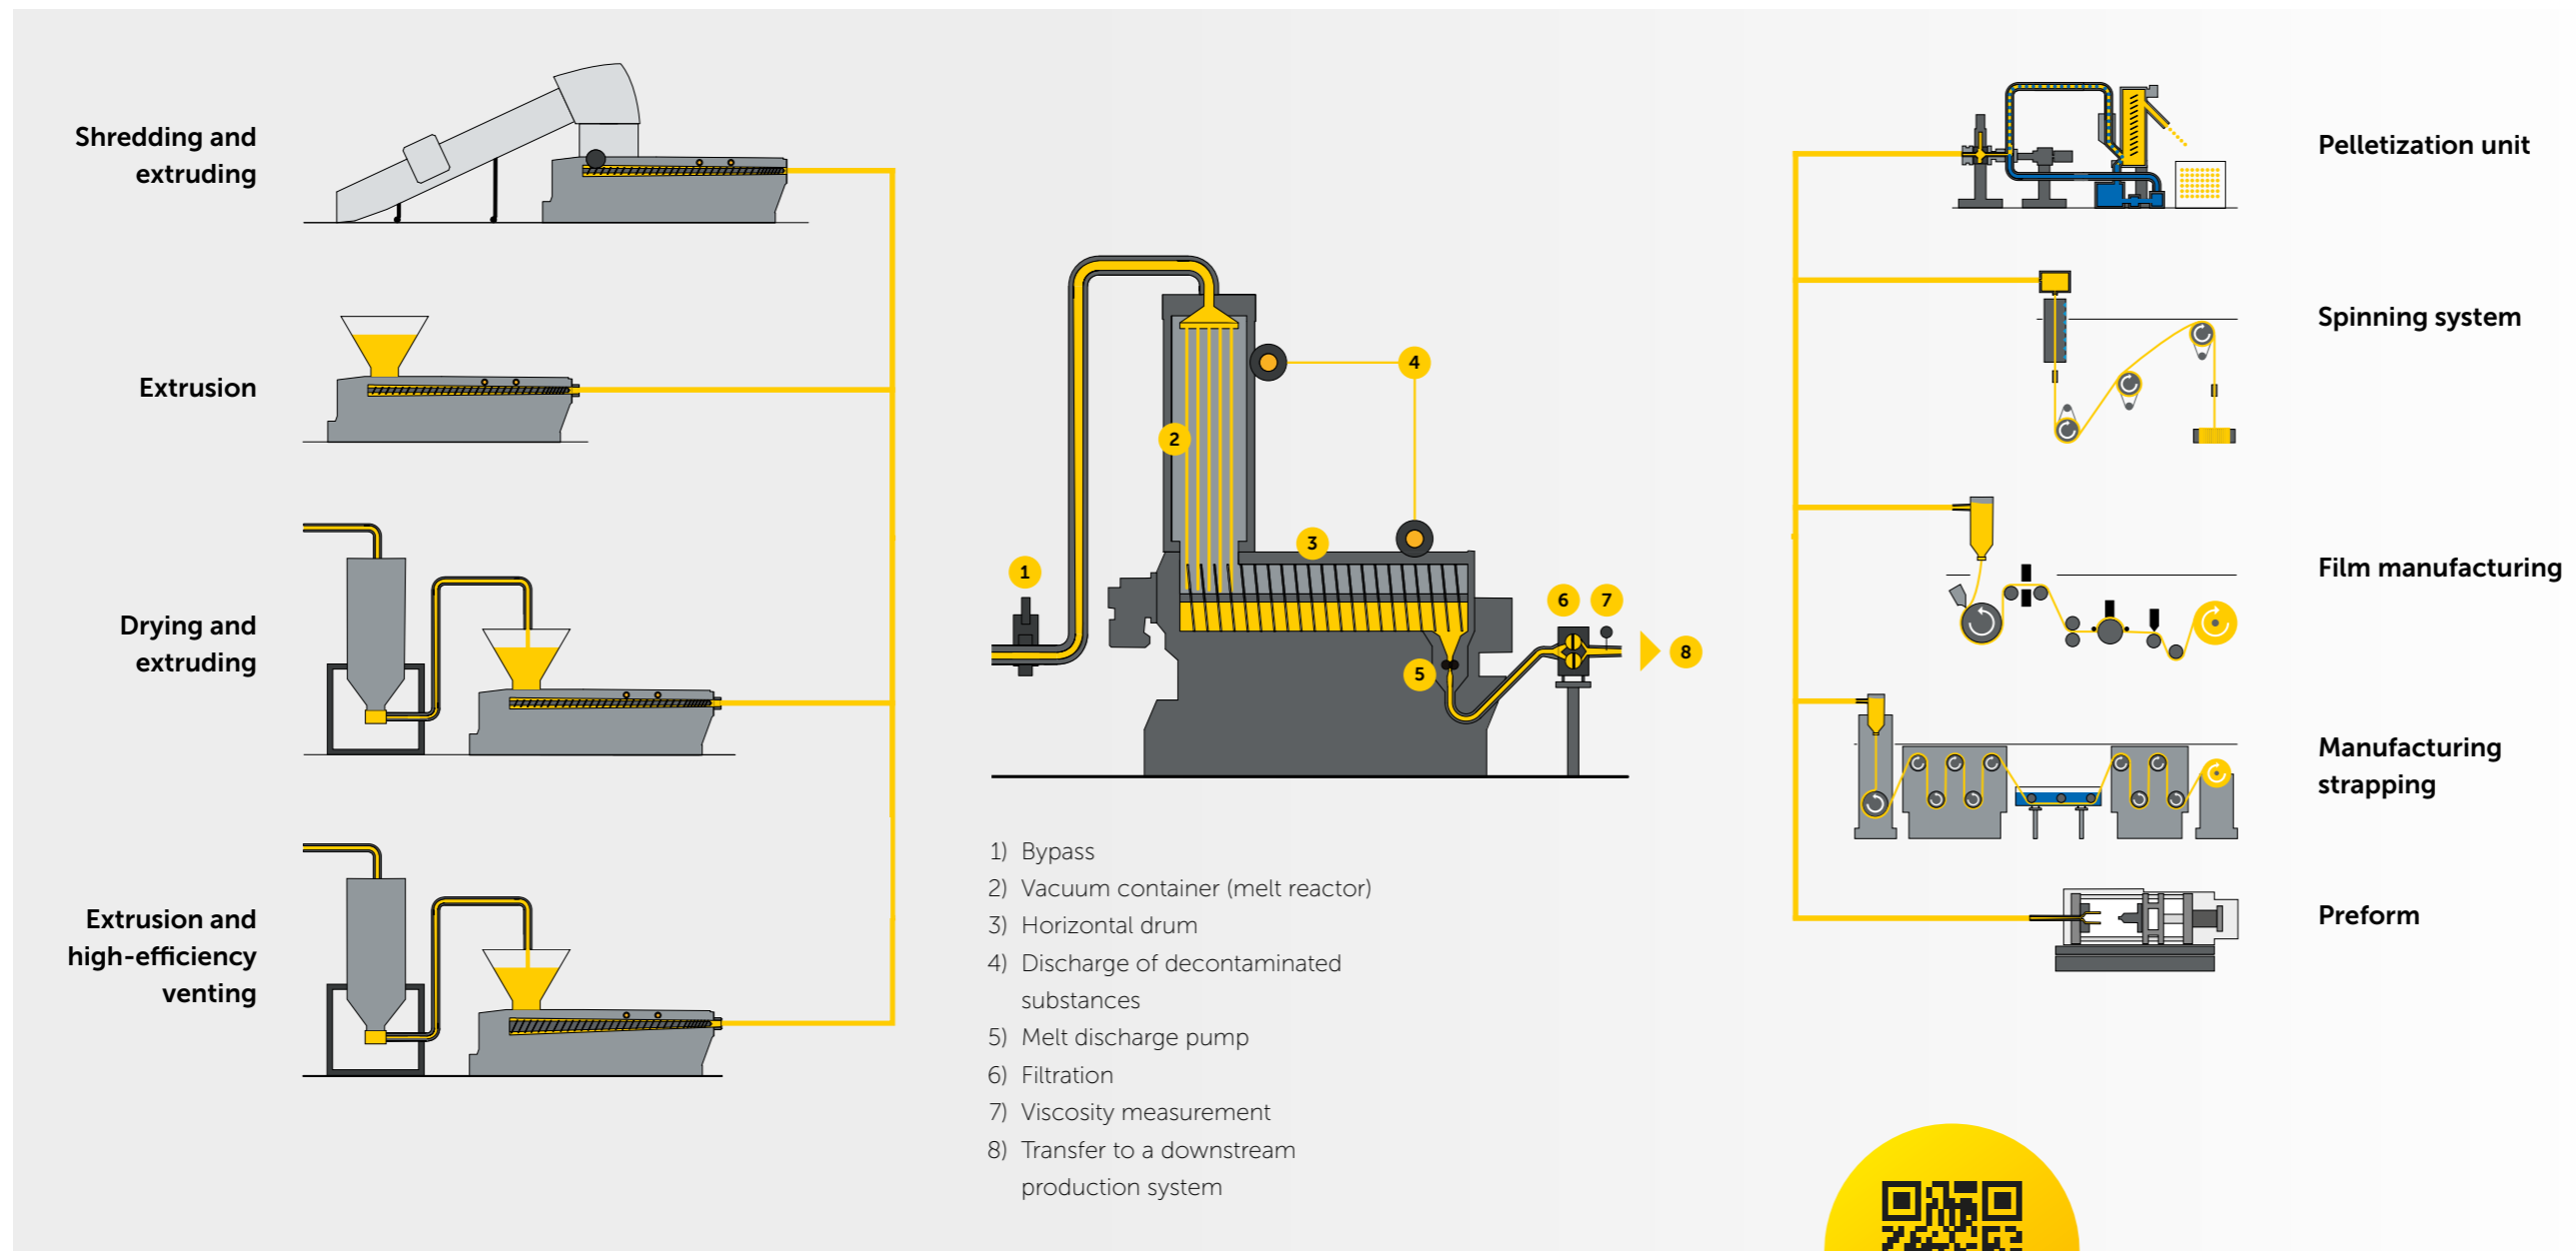 Shredding and
extruding
Extrusion
Drying and
extruding
Extrusion and
high-efficiency
venting
1
2
3
4
5
6
7
8
1) Bypass
2) Vacuum container (melt reactor)
3) Horizontal drum
4) Discharge of decontaminated
substances
5) Melt discharge pump
6) Filtration
7) Viscosity measurement
8) Transfer to a downstream
production system
Pelletization unit
Spinning system
Film manufacturing
Manufacturing
strapping
Preform